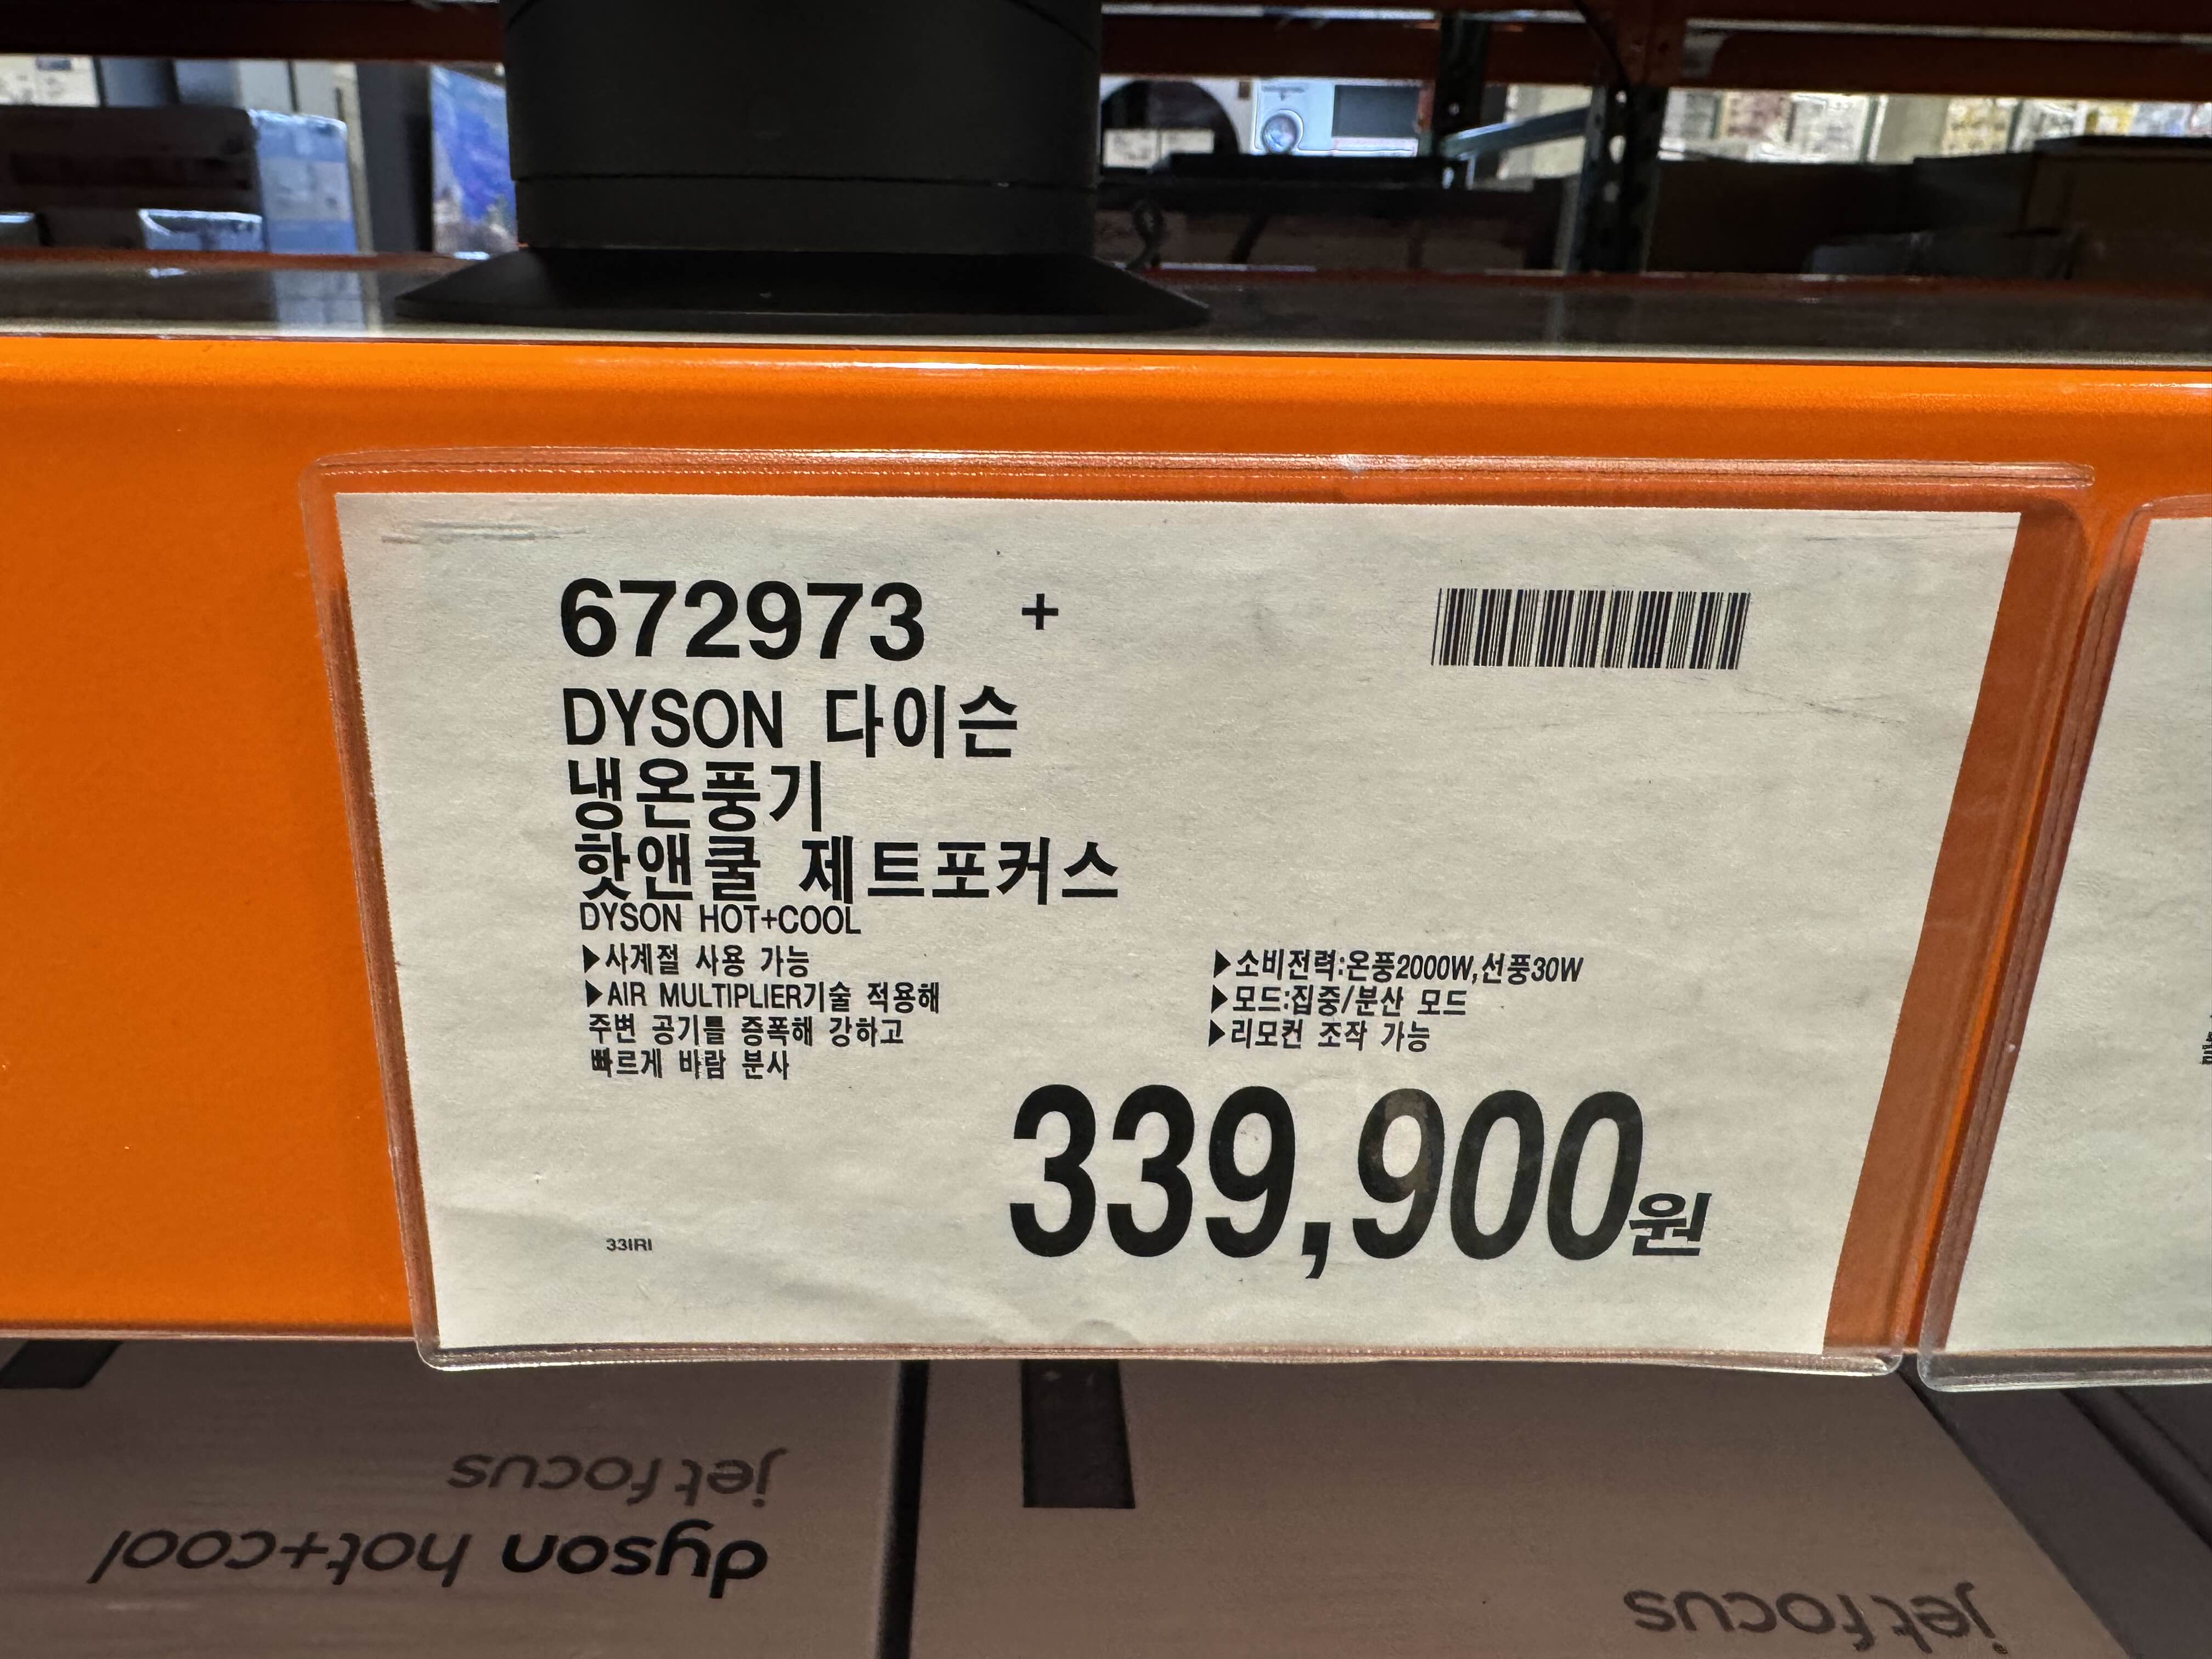 672973 +
DYSON 다이슨
냉온풍기
핫앤쿨 제트포커스
DYSON HOT+COOL
▶사계절 사용 가능
▶AIR MULTIPLIER기술 적용해
주변 공기를 증폭해 강하고
빠르게 바람 분사
▶소비전력:온풍2000W,선풍30W
▶모드:집중/분산 모드
▶리모컨 조작 가능
339,900원
33IRI
dyson hot+cool
jet focus
jet focus